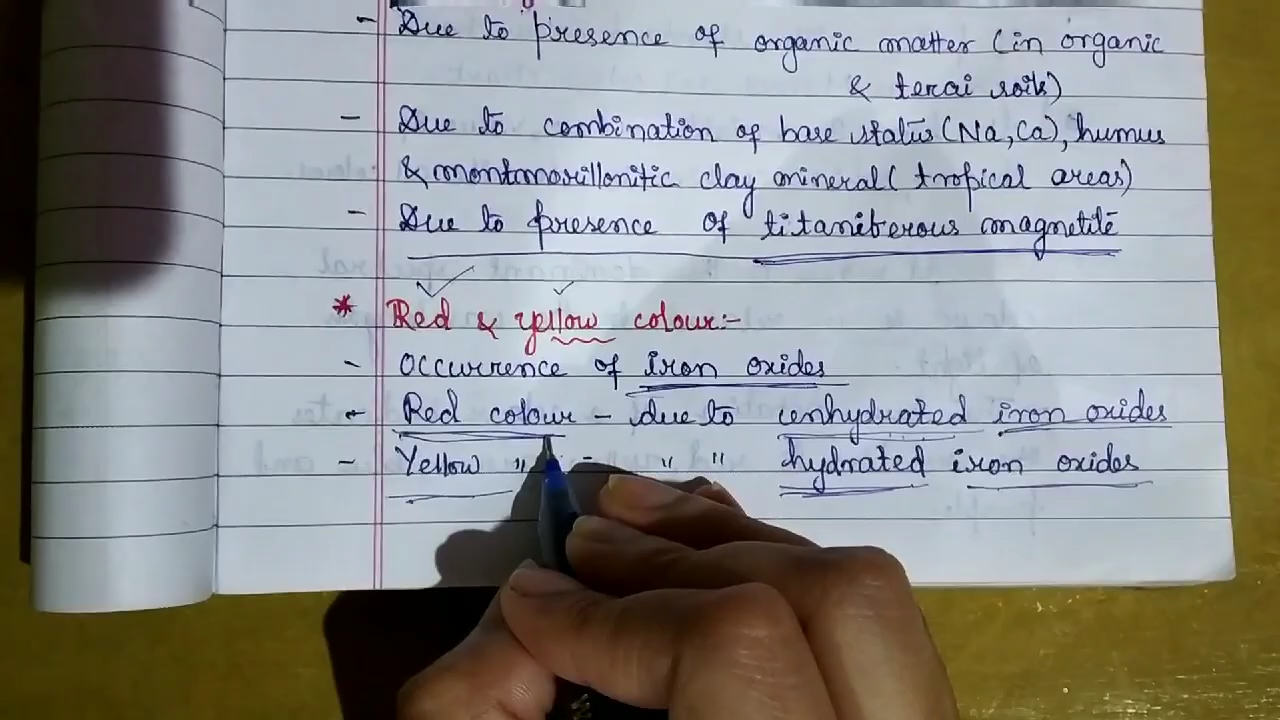 - Due to presence of organic matter (in organic
& terai soils)
- Due to combination of base status (Na, Ca), humus
& montmorillonitic clay mineral ( tropical areas)
- Due to presence of titaniferous magnetite
* Red & yellow colour:-
- Occurrence of iron oxides
- Red colour - due to unhydrated iron oxides
- Yellow " - " " hydrated iron oxides